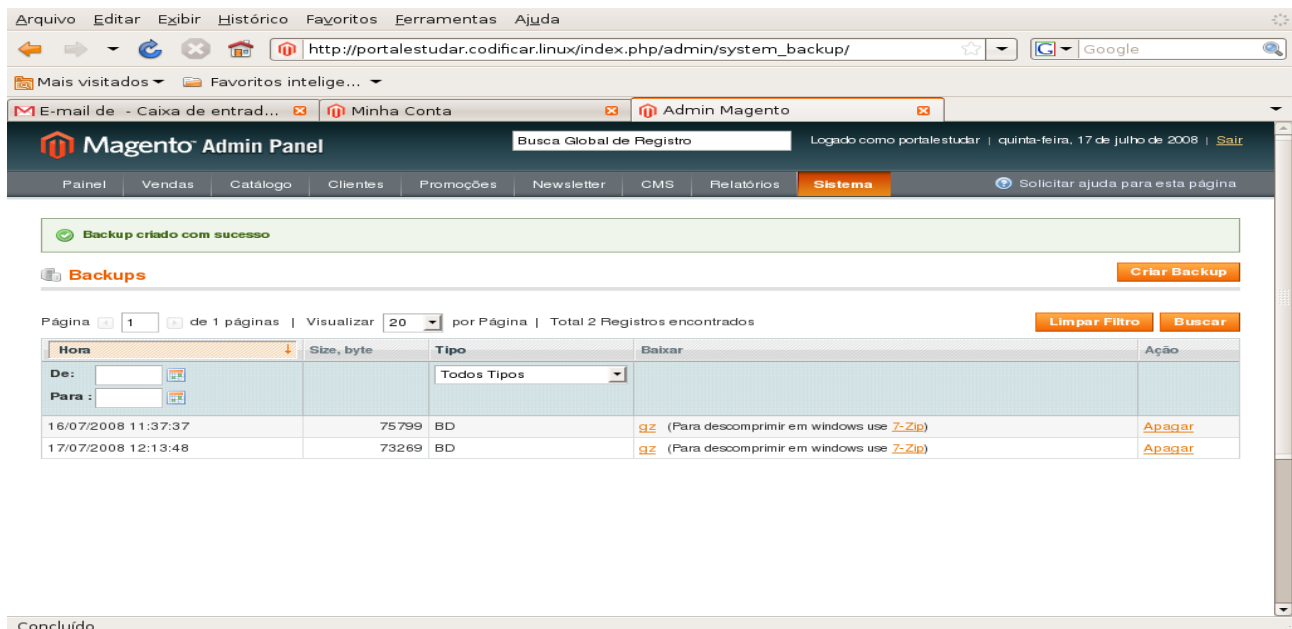 Arquivo Editar Exibir Histórico Favoritos Ferramentas Ajuda
http://portalestudar.codificar.linux/index.php/admin/system_backup/ G Google
Mais visitados Favoritos intelige...
E-mail de - Caixa de entrad... Minha Conta Admin Magento
Magento Admin Panel Busca Global de Registro Logado como portalestudar | quinta-feira, 17 de julho de 2008 | Sair
Painel Vendas Catálogo Clientes Promoções Newsletter CMS Relatórios Sistema Solicitar ajuda para esta página
Backup criado com sucesso
Backups Criar Backup
Página 1 de 1 páginas | Visualizar 20 por Página | Total 2 Registros encontrados Limpar Filtro Buscar
Hora Size, byte Tipo Baixar Ação
De: Todos Tipos
Para :
16/07/2008 11:37:37 75799 BD gz (Para descomprimir em windows use 7-Zip) Apagar
17/07/2008 12:13:48 73269 BD gz (Para descomprimir em windows use 7-Zip) Apagar
Concluído